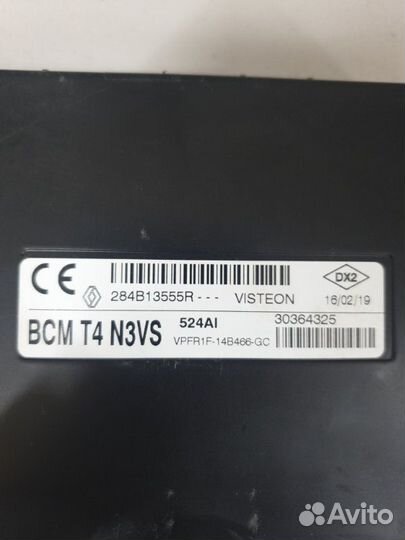 CE
DX2
284B13555R--- VISTEON 16/02/19
BCM T4 N3VS 524AI 30364325
VPFR1F-14B466-GC
Avito